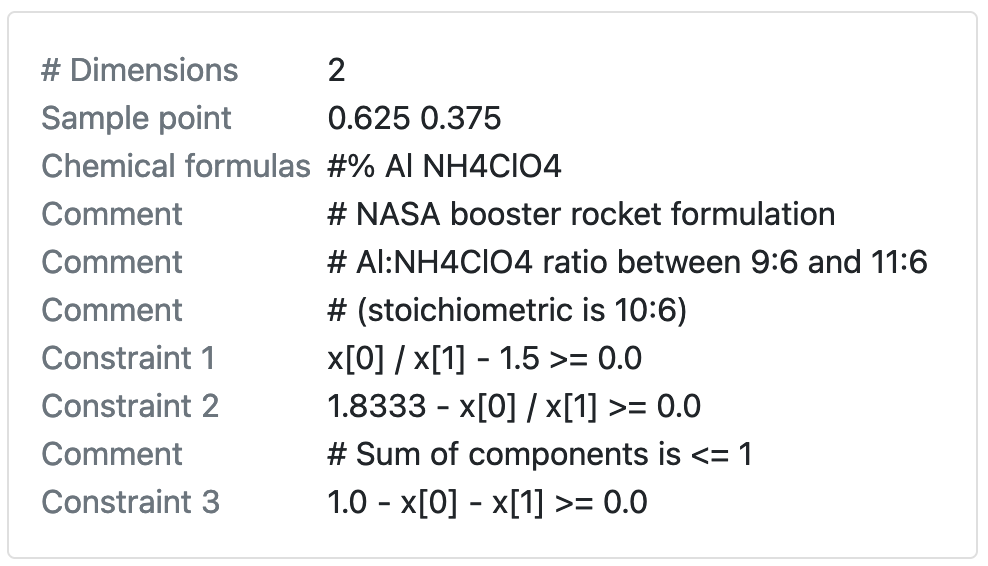 # Dimensions 2
Sample point 0.625 0.375
Chemical formulas #% Al NH4ClO4
Comment # NASA booster rocket formulation
Comment # Al:NH4ClO4 ratio between 9:6 and 11:6
Comment # (stoichiometric is 10:6)
Constraint 1 x[0] / x[1] - 1.5 >= 0.0
Constraint 2 1.8333 - x[0] / x[1] >= 0.0
Comment # Sum of components is <= 1
Constraint 3 1.0 - x[0] - x[1] >= 0.0